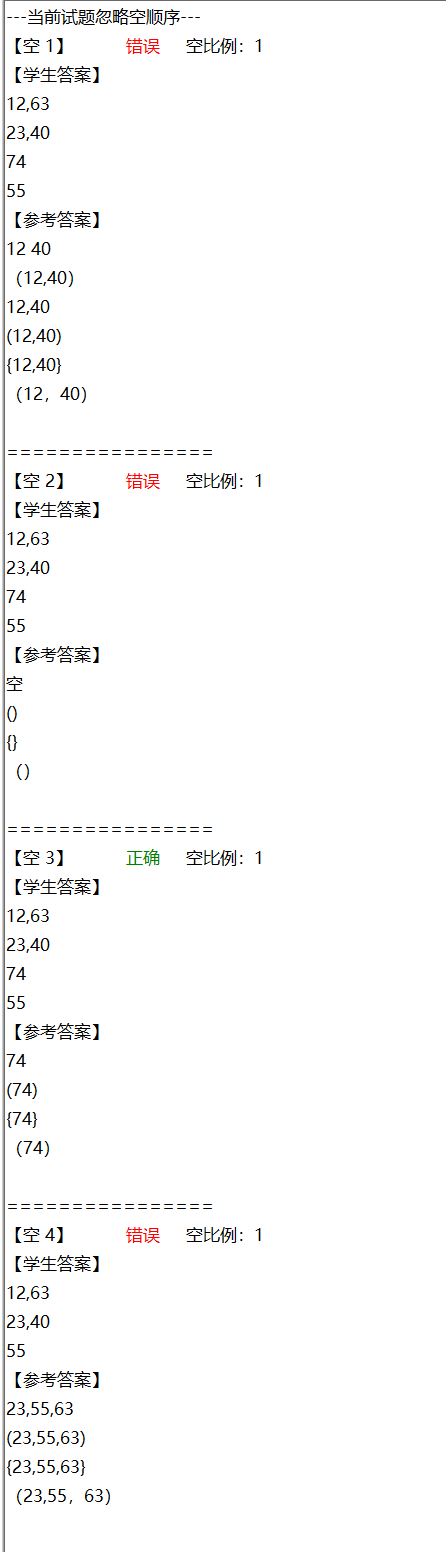 ---当前试题忽略空顺序---
【空 1】 错误 空比例：1
【学生答案】
12,63
23,40
74
55
【参考答案】
12 40
（12,40）
12,40
(12,40)
{12,40}
（12，40）
================
【空 2】 错误 空比例：1
【学生答案】
12,63
23,40
74
55
【参考答案】
空
()
{}
（）
================
【空 3】 正确 空比例：1
【学生答案】
12,63
23,40
74
55
【参考答案】
74
(74)
{74}
（74）
================
【空 4】 错误 空比例：1
【学生答案】
12,63
23,40
55
【参考答案】
23,55,63
(23,55,63)
{23,55,63}
（23,55，63）